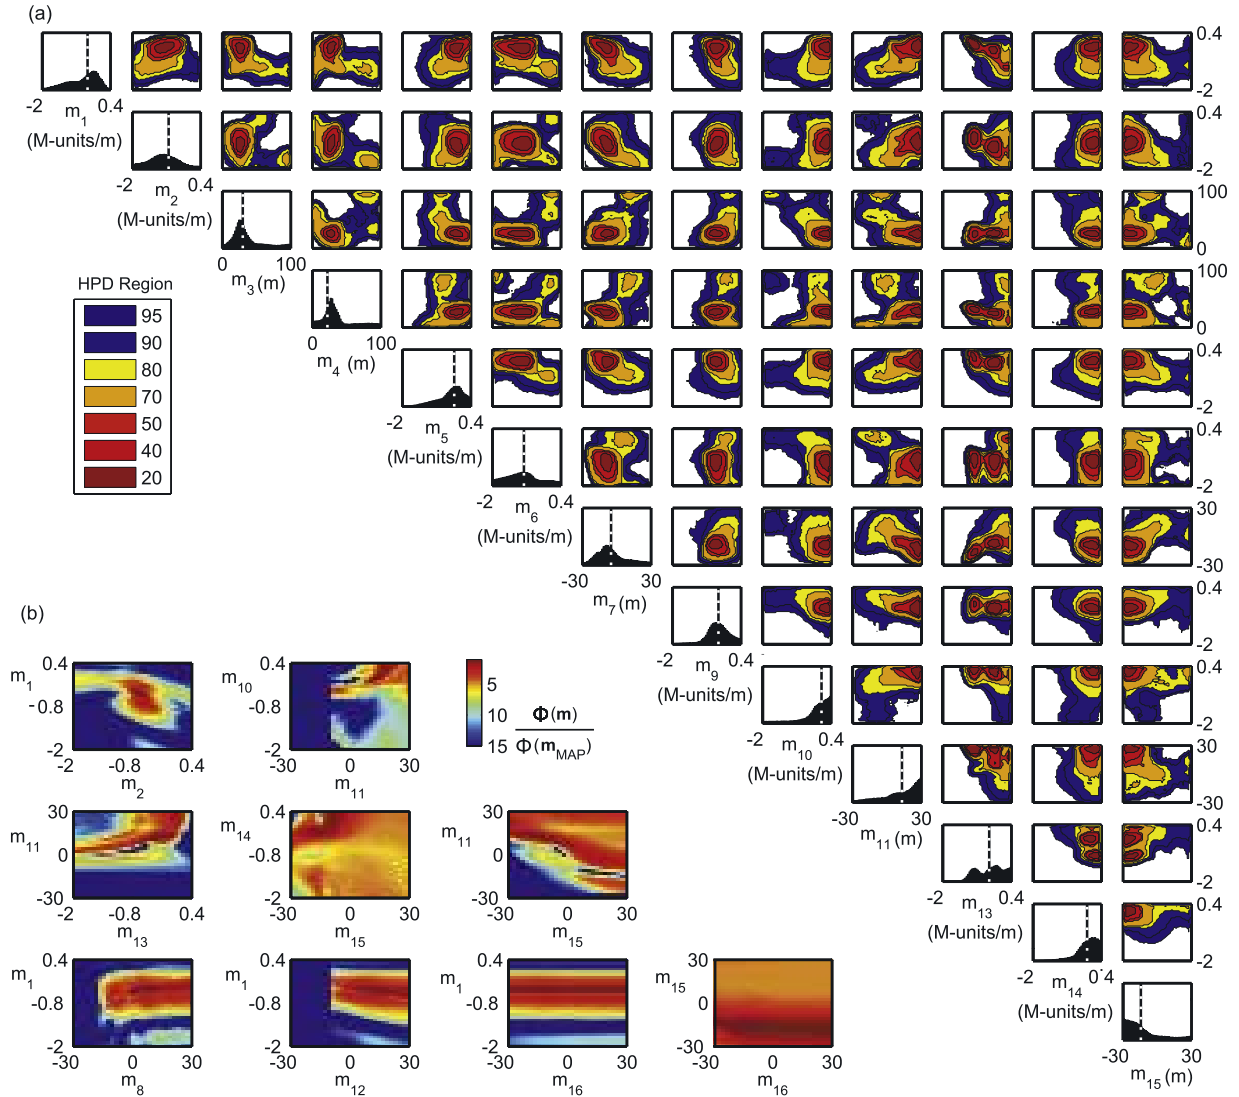 (a)
0.4
-2
-2 m1 0.4
(M-units/m)
0.4
-2
-2 m2 0.4
(M-units/m)
100
0
0 100
m3 (m)
HPD Region
95
90
80
70
50
40
20
100
0
0 100
m4 (m)
0.4
-2
-2 m5 0.4
(M-units/m)
0.4
-2
-2 m6 0.4
(M-units/m)
30
-30
-30 30
m7 (m)
0.4
-2
-2 m9 0.4
(M-units/m)
0.4
-2
-2 m10 0.4
(M-units/m)
30
-30
-30 30
m11 (m)
0.4
-2
-2 m13 0.4
(M-units/m)
0.4
-2
-2 m14 0.4
(M-units/m)
-30 30
m15 (m)
(b)
m1 0.4
-0.8
-2
-2 -0.8 0.4
m2
m10 0.4
-0.8
-2
-30 0 30
m11
5
10
15
Φ(m)
Φ(mMAP)
m11 30
0
-30
-2 -0.8 0.4
m13
m14 0.4
-0.8
-2
-30 0 30
m15
m11 30
0
-30
-30 0 30
m15
m1 0.4
-0.8
-2
-30 0 30
m8
m1 0.4
-0.8
-2
-30 0 30
m12
m1 0.4
-0.8
-2
-30 0 30
m16
m15 30
0
-30
-30 0 30
m16